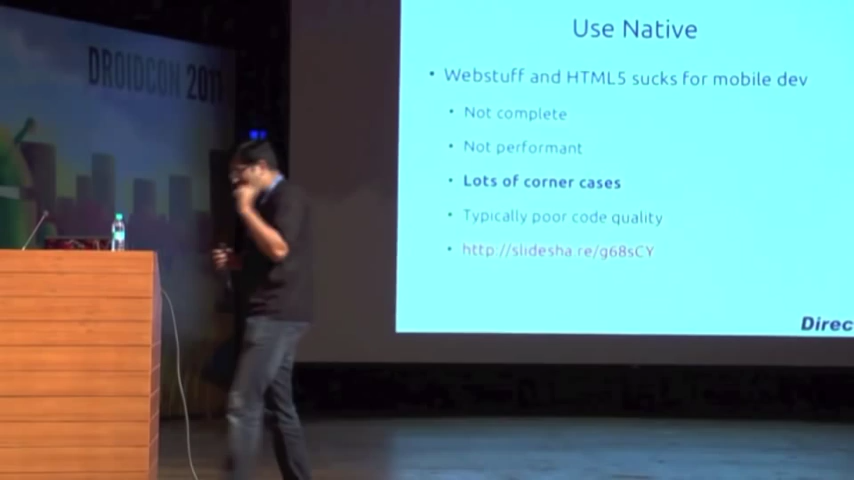 DROIDCON 2011
Use Native
• Webstuff and HTML5 sucks for mobile dev
• Not complete
• Not performant
• Lots of corner cases
• Typically poor code quality
• http://slidesha.re/g68sCY
Direc